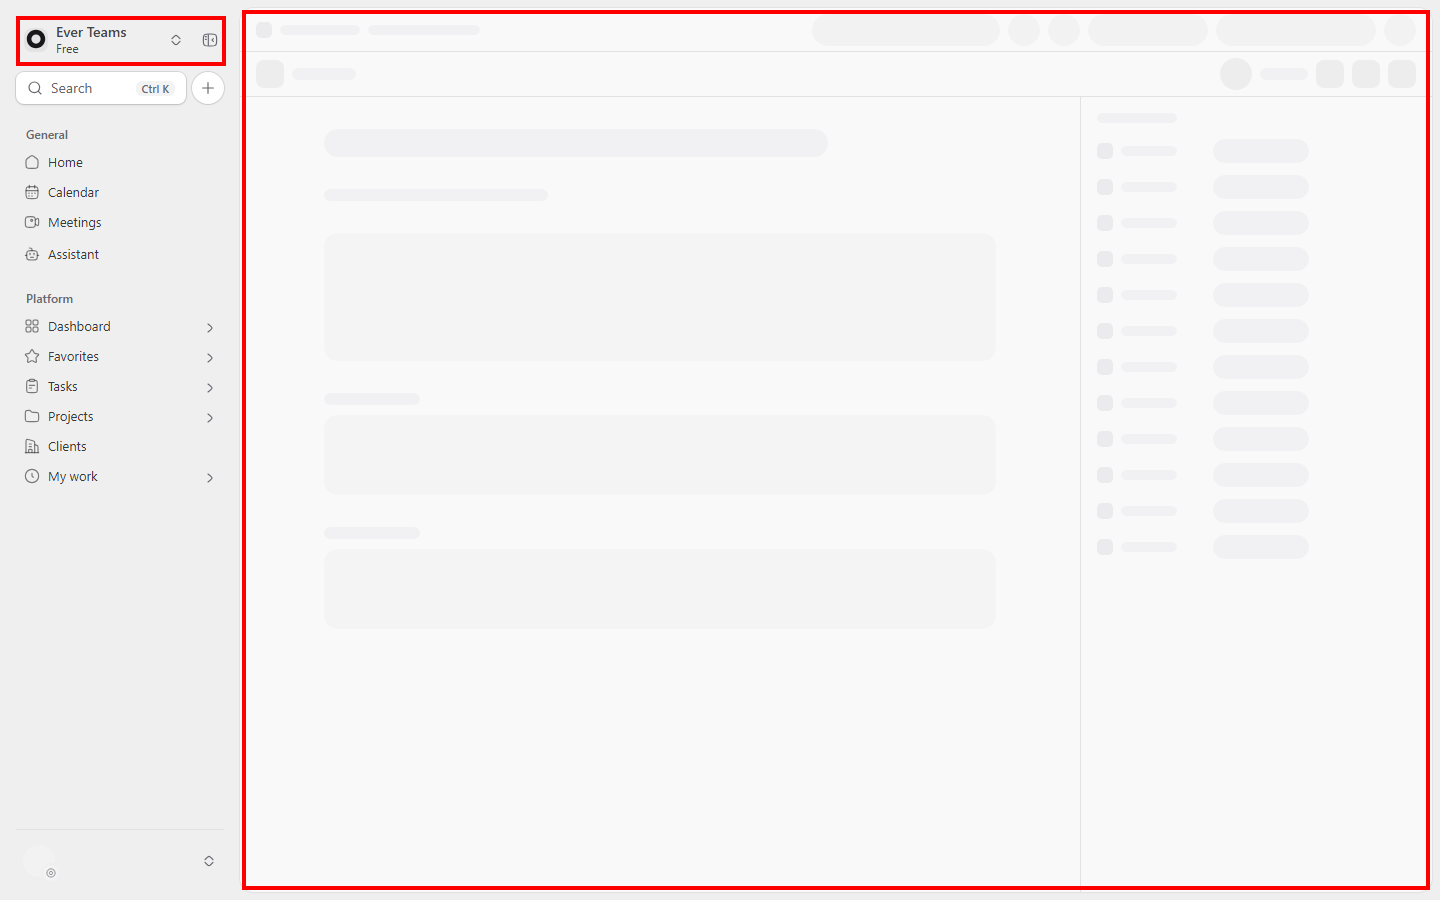 Ever Teams
Free
Search Ctrl K
General
Home
Calendar
Meetings
Assistant
Platform
Dashboard
Favorites
Tasks
Projects
Clients
My work